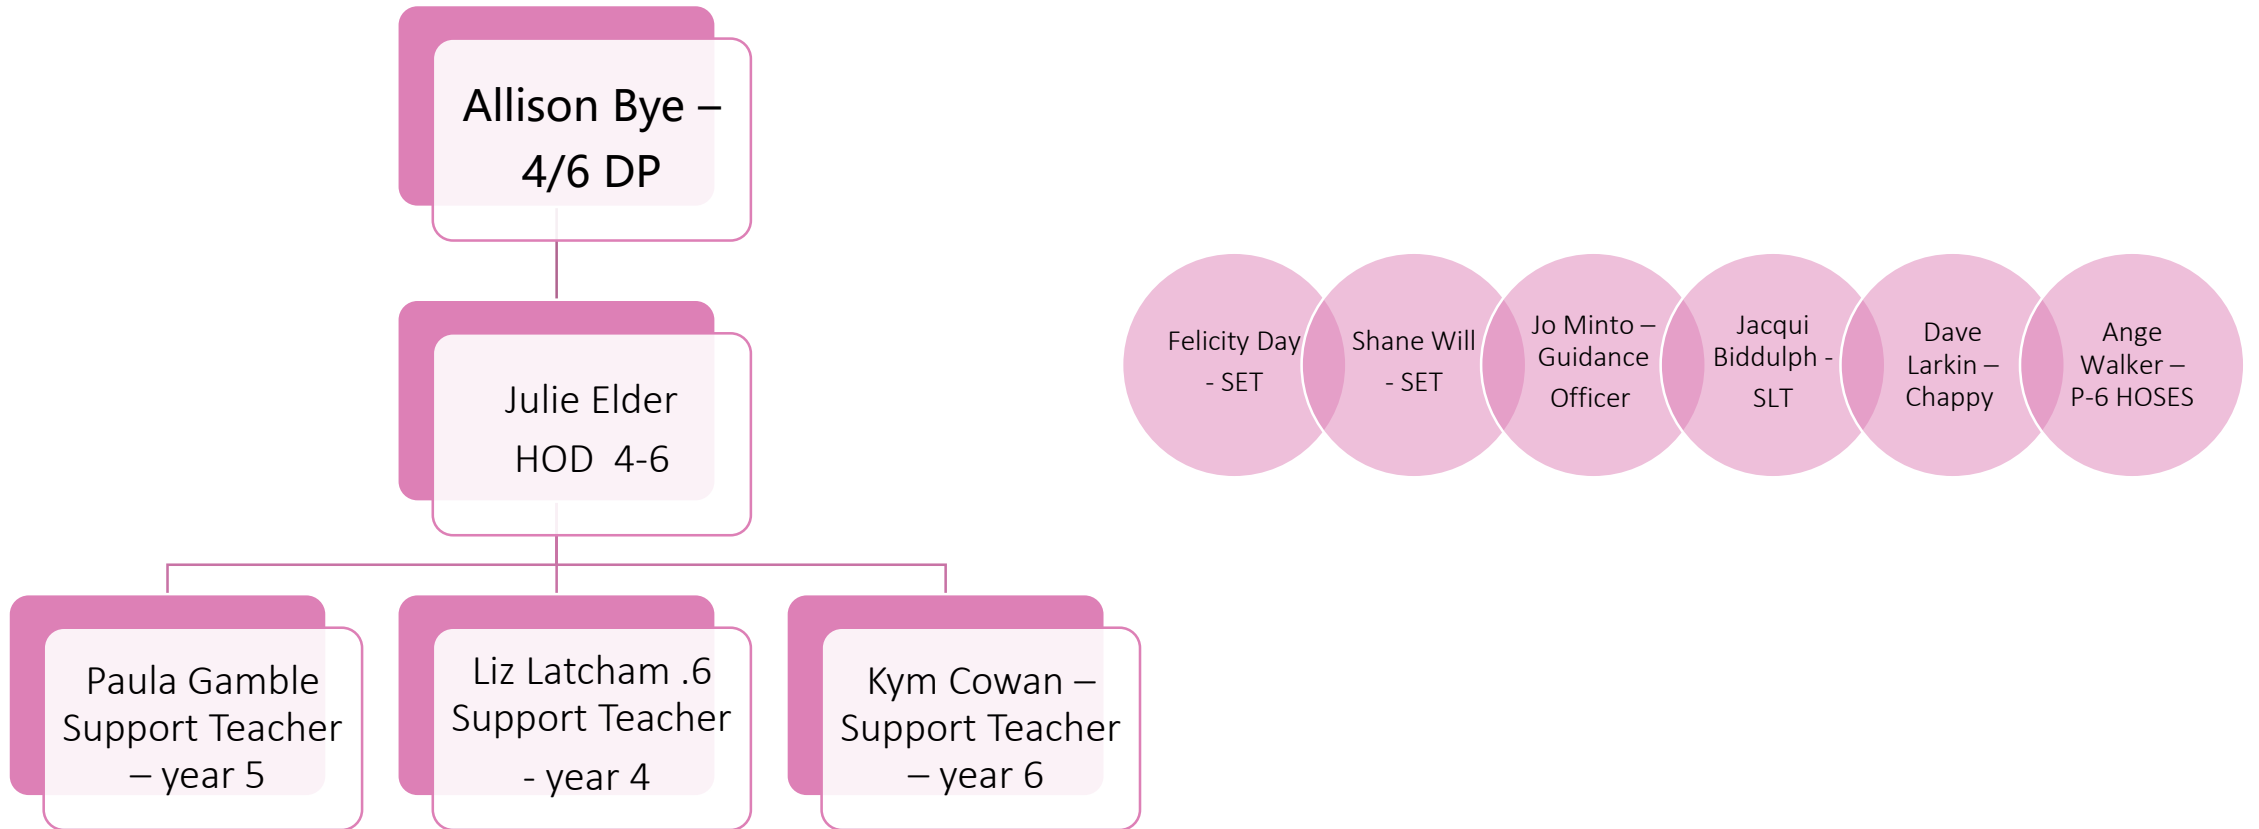 Allison Bye –
4/6 DP
Julie Elder
HOD  4-6
Paula Gamble
Support Teacher
– year 5
Liz Latcham .6
Support Teacher
- year 4
Kym Cowan –
Support Teacher
– year 6
Felicity Day
- SET
Shane Will
- SET
Jo Minto –
Guidance
Officer
Jacqui
Biddulph -
SLT
Dave
Larkin –
Chappy
Ange
Walker –
P-6 HOSES